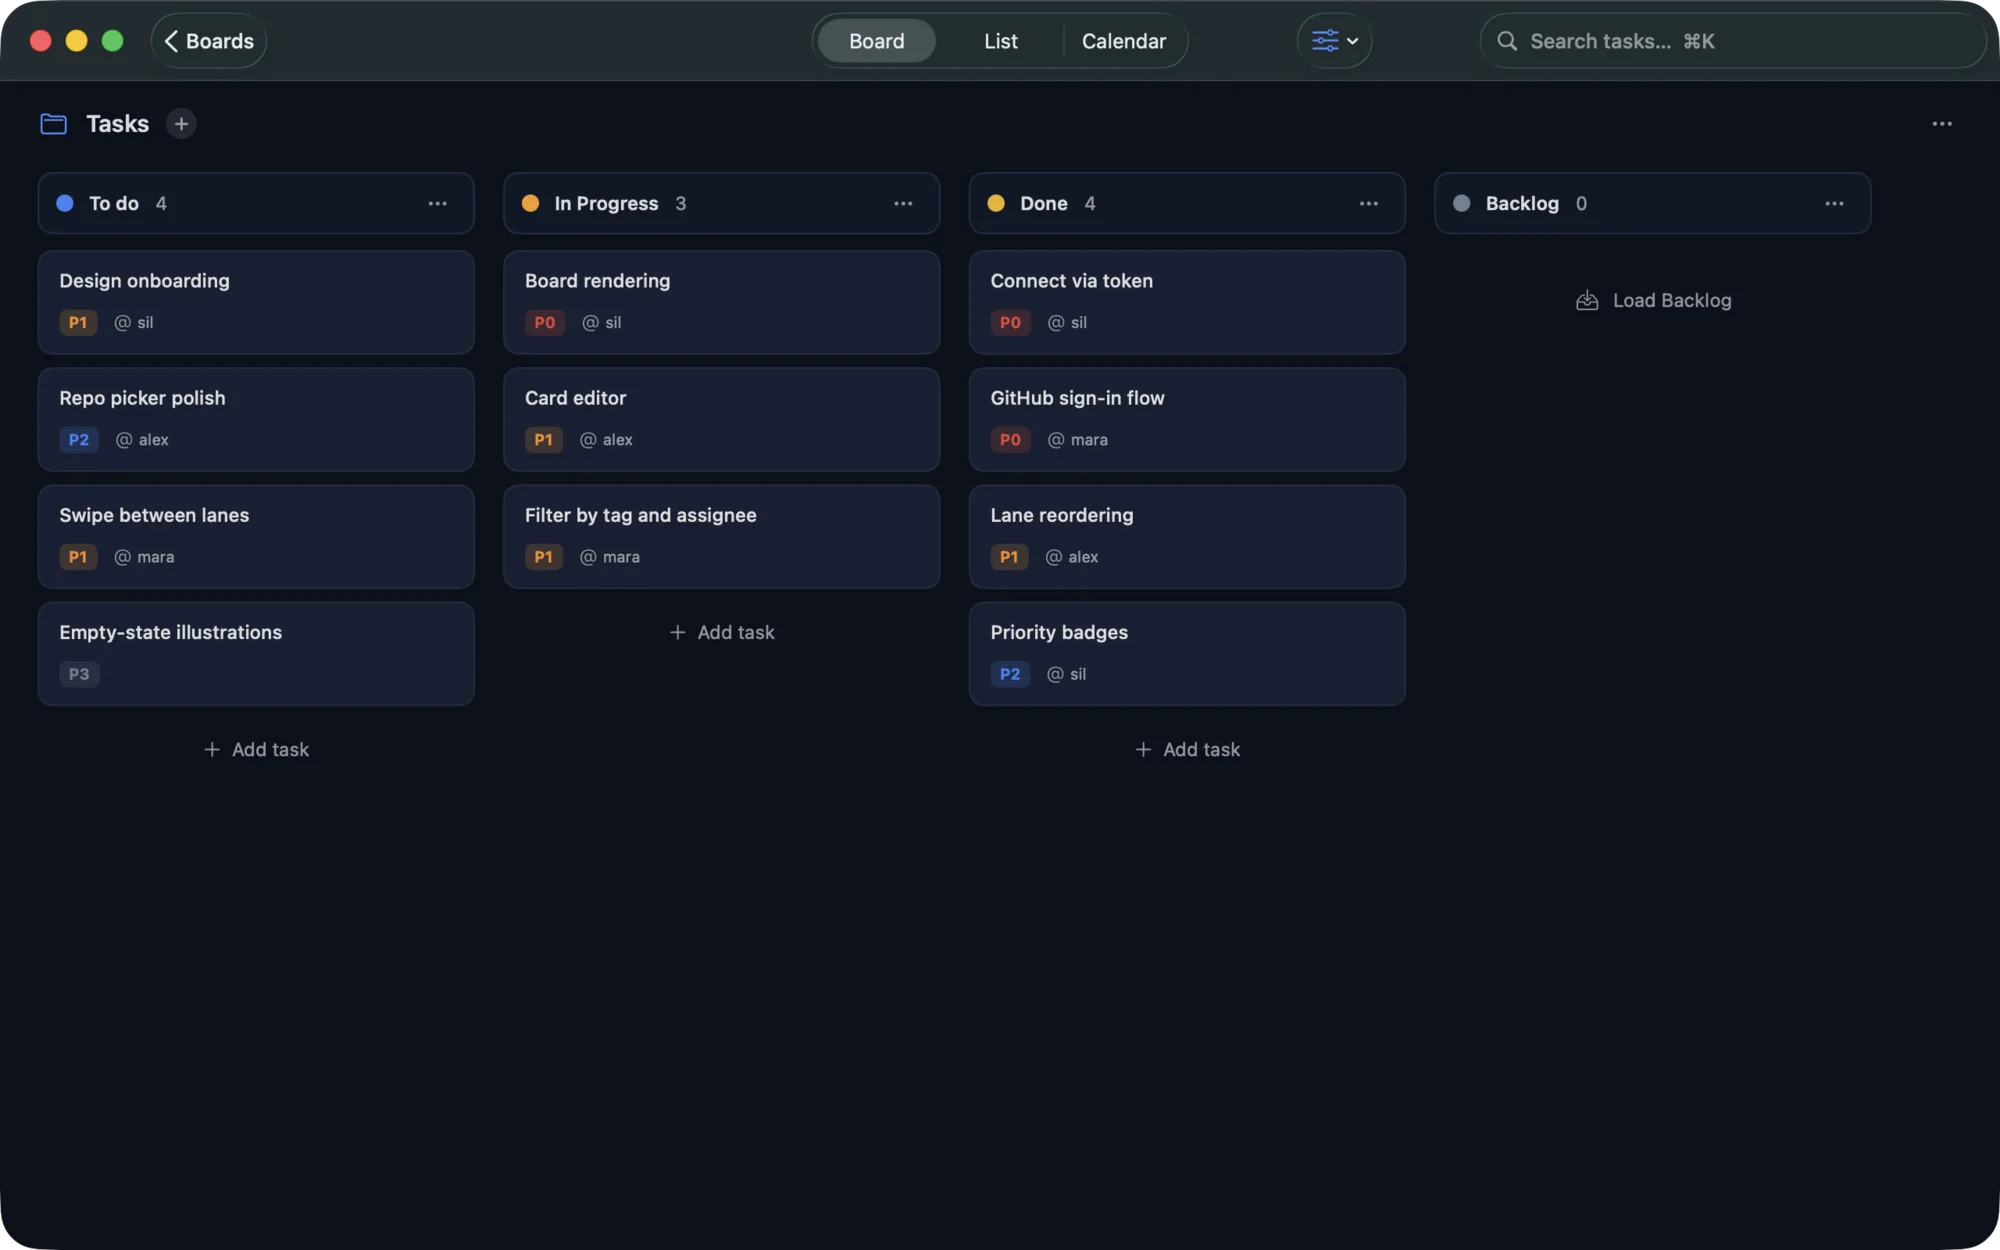 Boards
Board
List
Calendar
Search tasks... ⌘K
Tasks
To do 4
Design onboarding
P1 @ sil
Repo picker polish
P2 @ alex
Swipe between lanes
P1 @ mara
Empty-state illustrations
P3
Add task
In Progress 3
Board rendering
P0 @ sil
Card editor
P1 @ alex
Filter by tag and assignee
P1 @ mara
Add task
Done 4
Connect via token
P0 @ sil
GitHub sign-in flow
P0 @ mara
Lane reordering
P1 @ alex
Priority badges
P2 @ sil
Add task
Backlog 0
Load Backlog